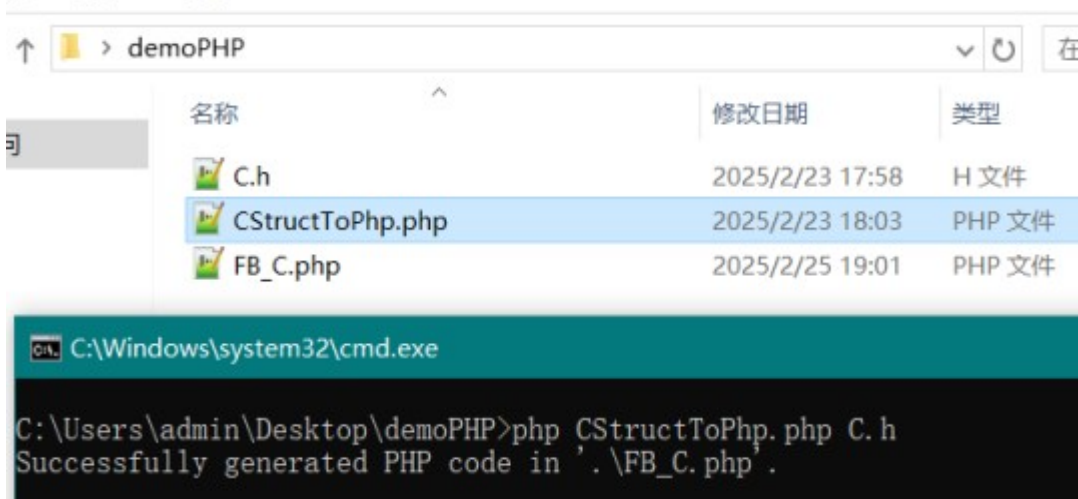 demoPHP 在
名称 修改日期 类型
C.h 2025/2/23 17:58 H 文件
CStructToPhp.php 2025/2/23 18:03 PHP 文件
FB_C.php 2025/2/25 19:01 PHP 文件
C:\Windows\system32\cmd.exe
C:\Users\admin\Desktop\demoPHP>php CStructToPhp.php C.h
Successfully generated PHP code in '.\FB_C.php'.